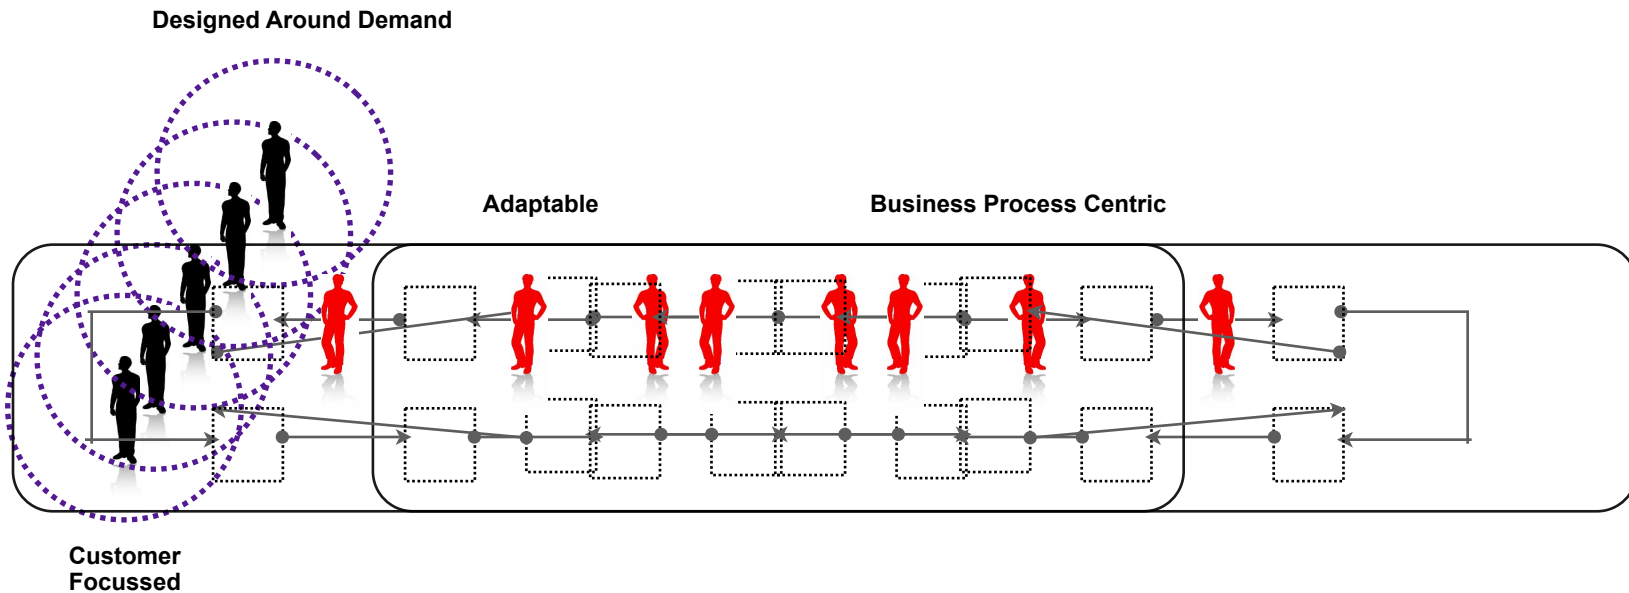 Designed Around Demand
Adaptable
Business Process Centric
Customer
Focussed